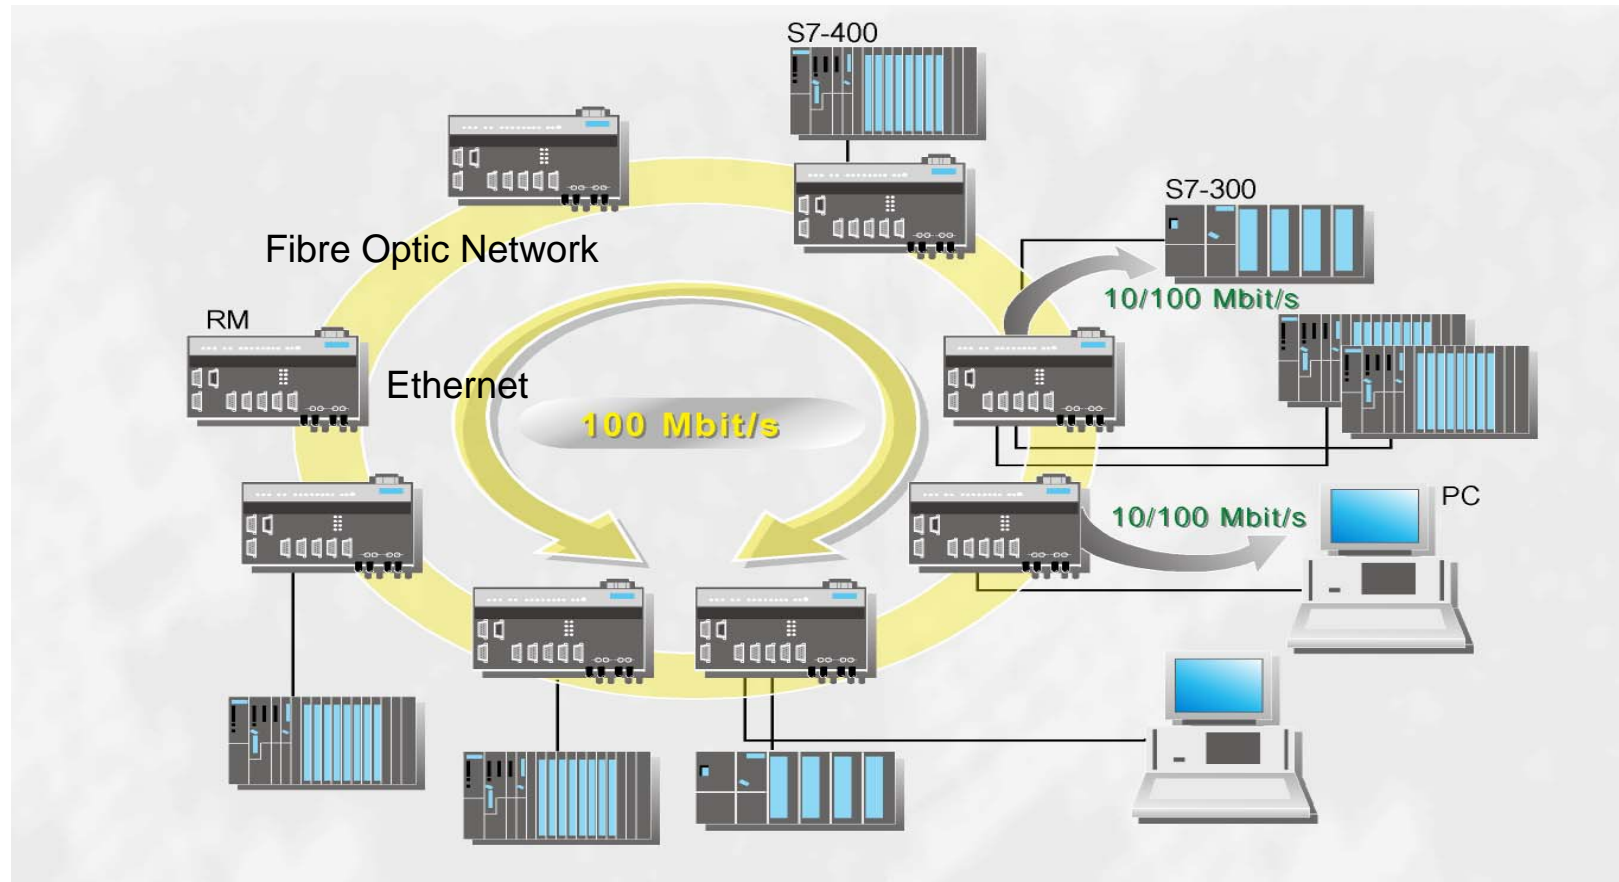 S7-400
S7-300
Fibre Optic Network
10/100 Mbit/s
RM
Ethernet
100 Mbit/s
PC
10/100 Mbit/s